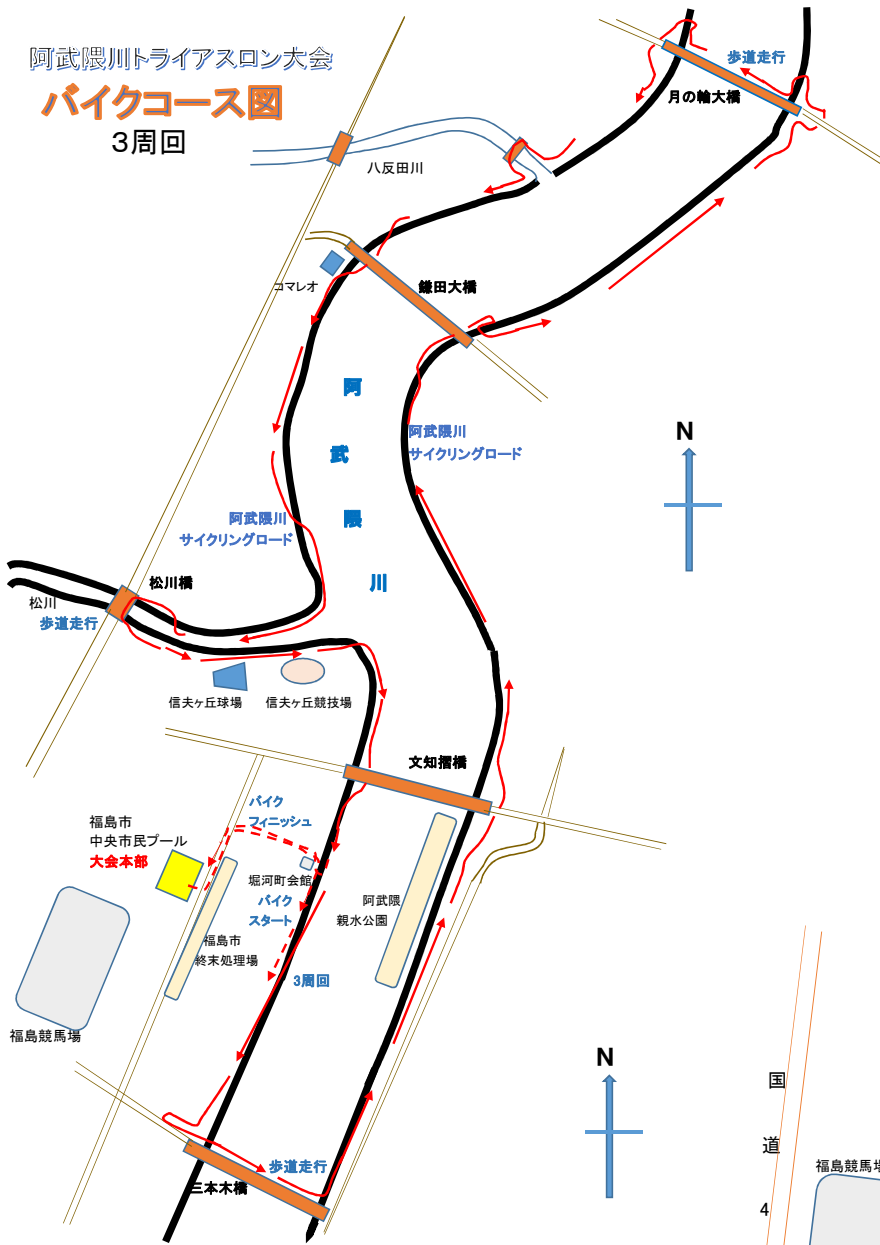 阿武隈川トライアスロン大会
バイクコース図
3周回
歩道走行
月の輪大橋
八反田川
コマレオ
鎌田大橋
阿
武
隈
川
阿武隈川
サイクリングロード
N
阿武隈川
サイクリングロード
松川橋
松川
歩道走行
信夫ヶ丘球場
信夫ヶ丘競技場
文知摺橋
バイク
フィニッシュ
福島市
中央市民プール
大会本部
堀河町会館
バイク
スタート
阿武隈
親水公園
福島市
終末処理場
3周回
福島競馬場
N
国
道
4
歩道走行
三本木橋
福島競馬場